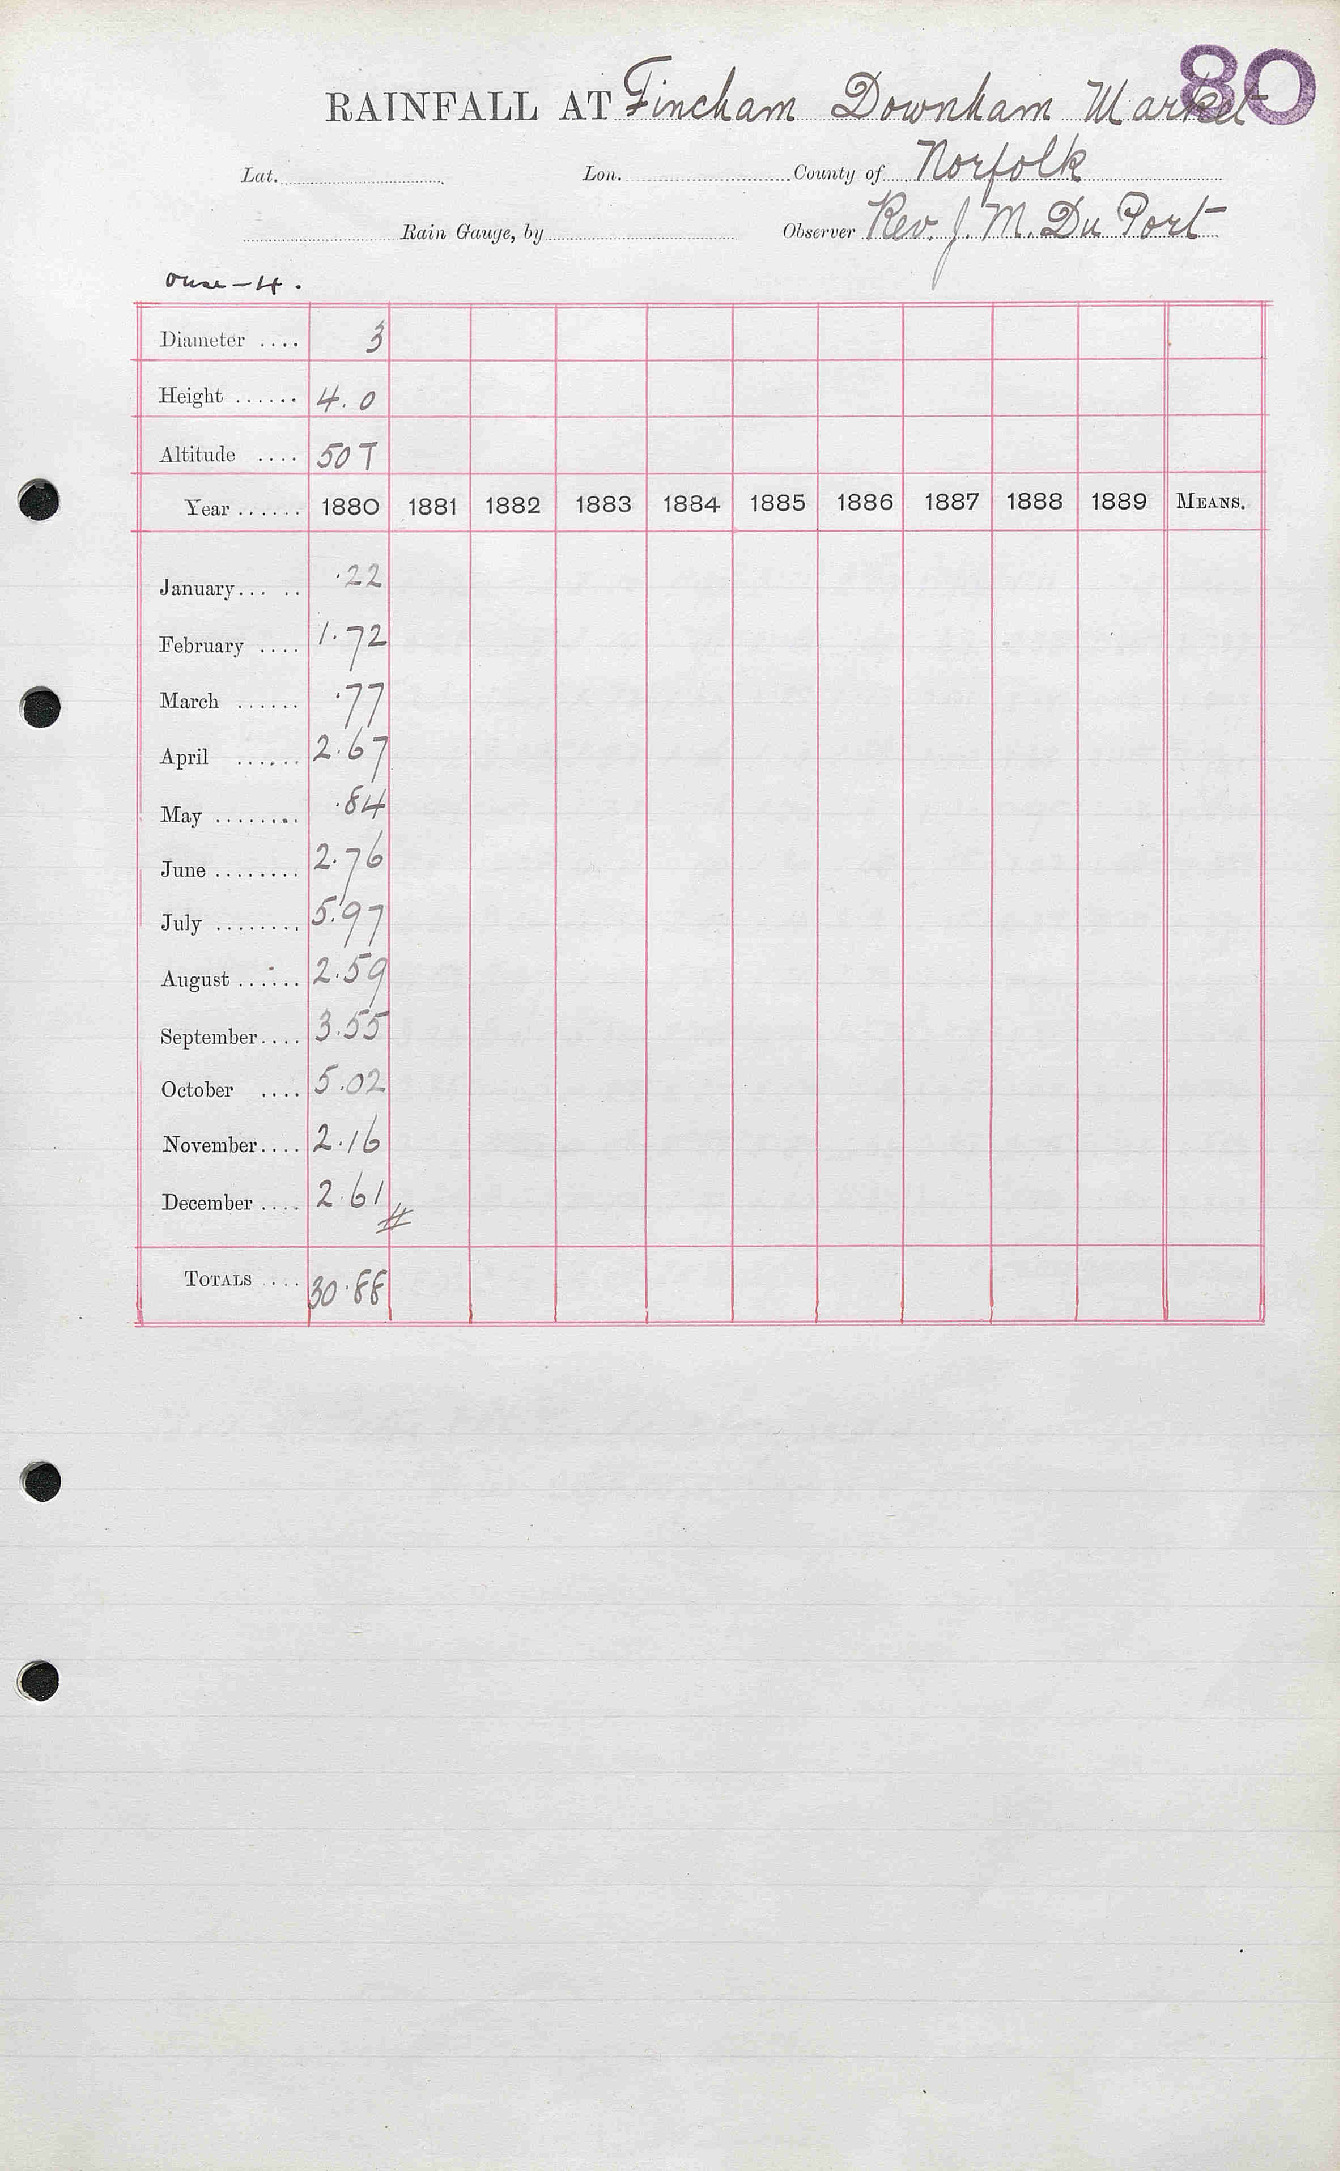 80
RAINFALL AT Fincham Downham Market
Lat. Lon. County of Norfolk
Rain Gauge, by Observer Rev. J. M. Du Port
Ouse - 4.
Diameter .... 3
Height ...... 4.0
Altitude .... 50 T
Year ...... 1880 1881 1882 1883 1884 1885 1886 1887 1888 1889 MEANS.
January... .. .22
February .... 1.72
March ...... .77
April ...... 2.67
May ........ .84
June ........ 2.76
July ........ 5.97
August ...... 2.59
September.... 3.55
October .... 5.02
November.... 2.16
December .... 2.61 #
TOTALS .... 30.88